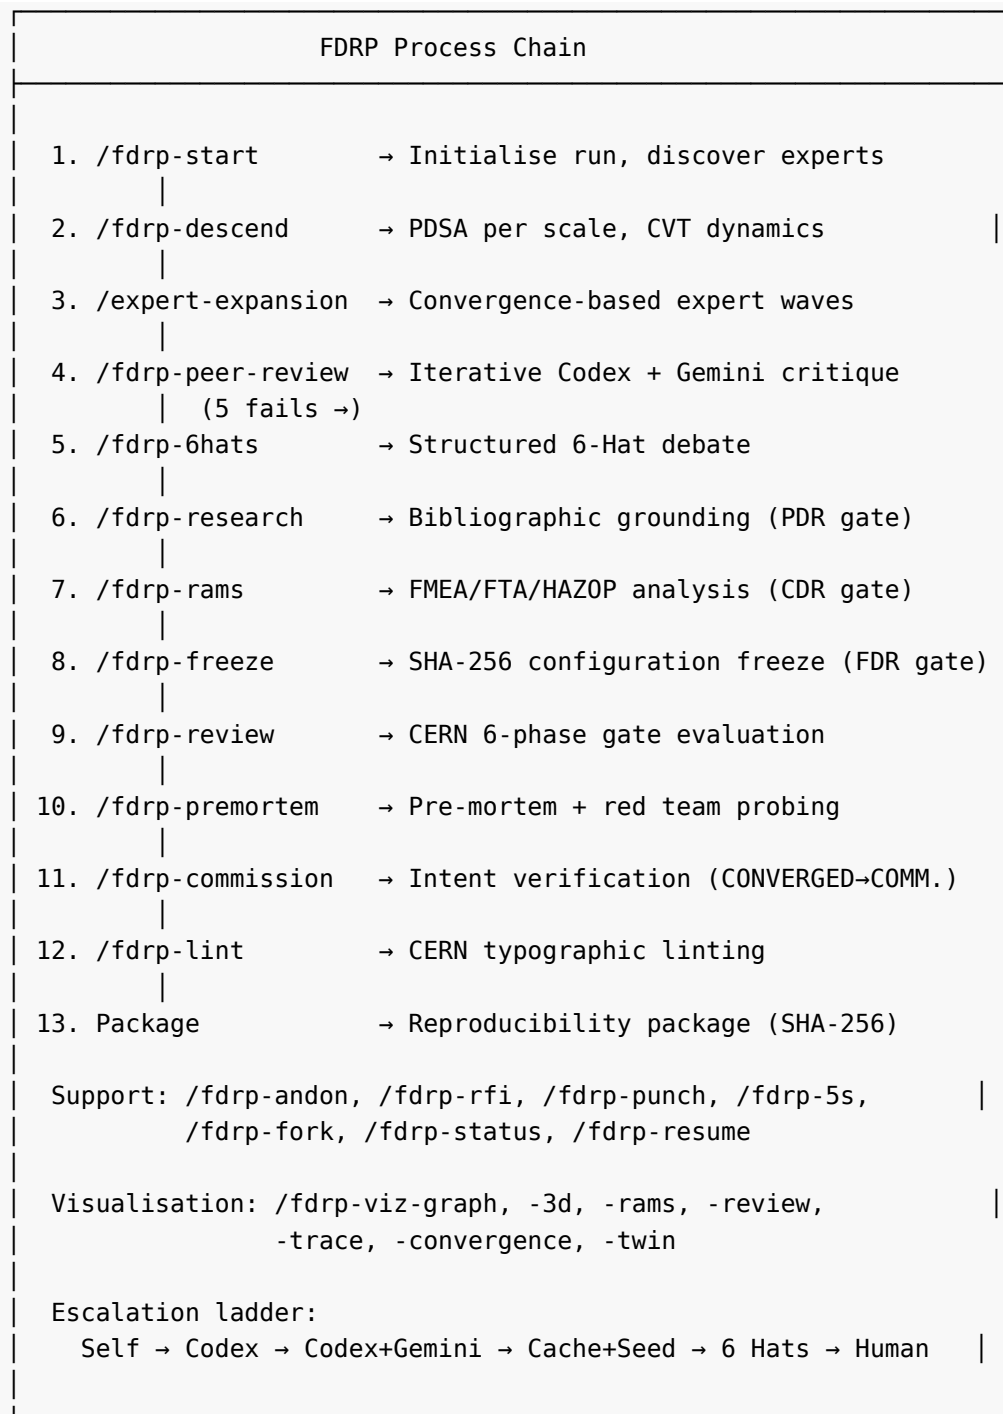 FDRP Process Chain
1. /fdrp-start → Initialise run, discover experts
2. /fdrp-descend → PDSA per scale, CVT dynamics
3. /expert-expansion → Convergence-based expert waves
4. /fdrp-peer-review → Iterative Codex + Gemini critique
(5 fails →)
5. /fdrp-6hats → Structured 6-Hat debate
6. /fdrp-research → Bibliographic grounding (PDR gate)
7. /fdrp-rams → FMEA/FTA/HAZOP analysis (CDR gate)
8. /fdrp-freeze → SHA-256 configuration freeze (FDR gate)
9. /fdrp-review → CERN 6-phase gate evaluation
10. /fdrp-premortem → Pre-mortem + red team probing
11. /fdrp-commission → Intent verification (CONVERGED→COMM.)
12. /fdrp-lint → CERN typographic linting
13. Package → Reproducibility package (SHA-256)
Support: /fdrp-andon, /fdrp-rfi, /fdrp-punch, /fdrp-5s,
/fdrp-fork, /fdrp-status, /fdrp-resume
Visualisation: /fdrp-viz-graph, -3d, -rams, -review,
-trace, -convergence, -twin
Escalation ladder:
Self → Codex → Codex+Gemini → Cache+Seed → 6 Hats → Human